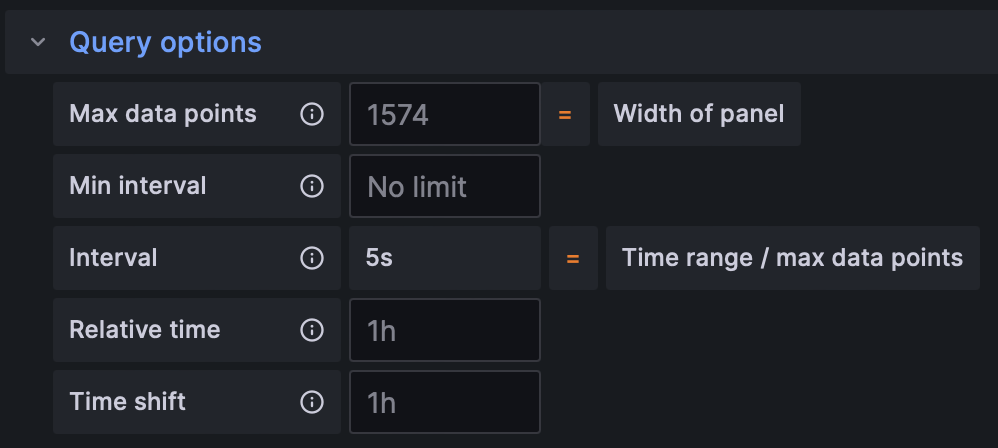 Query options
Max data points 1574 = Width of panel
Min interval No limit
Interval 5s = Time range / max data points
Relative time 1h
Time shift 1h